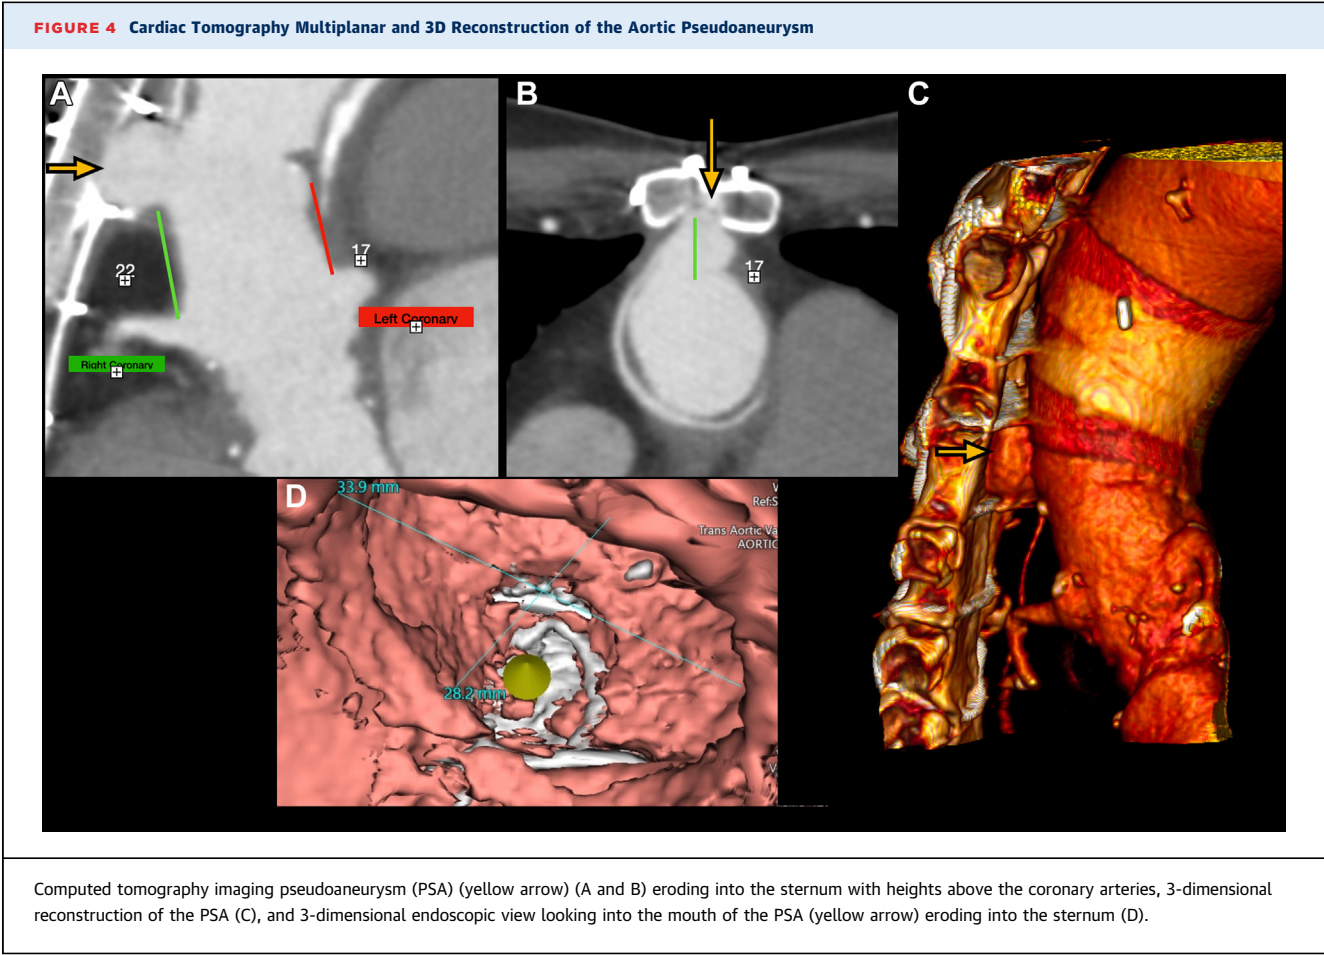 FIGURE 4 Cardiac Tomography Multiplanar and 3D Reconstruction of the Aortic Pseudoaneurysm
A
22
17
Left Coronary
Right Coronary
B
17
C
D
33.9 mm
28.2 mm
Ref:S
Trans Aortic Va
AORTIC
V
Computed tomography imaging pseudoaneurysm (PSA) (yellow arrow) (A and B) eroding into the sternum with heights above the coronary arteries, 3-dimensional
reconstruction of the PSA (C), and 3-dimensional endoscopic view looking into the mouth of the PSA (yellow arrow) eroding into the sternum (D).